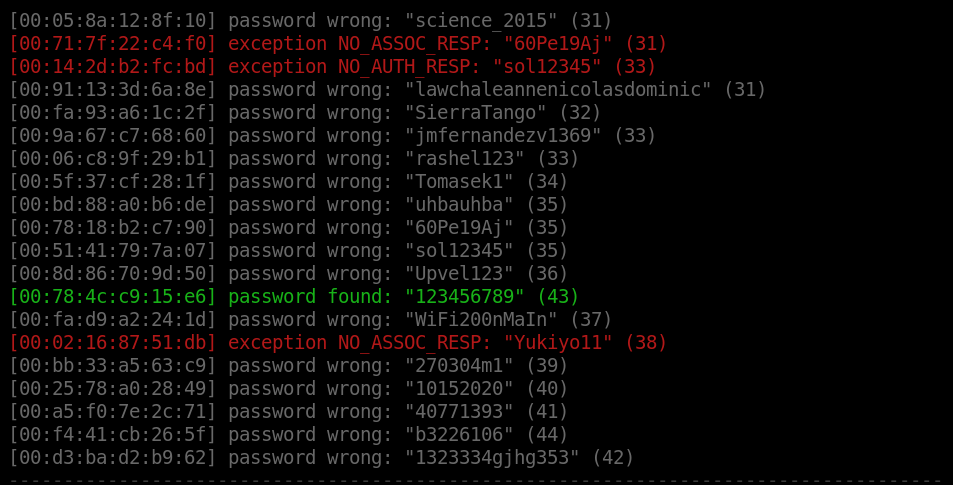 [00:05:8a:12:8f:10] password wrong: "science_2015" (31)
[00:71:7f:22:c4:f0] exception NO_ASSOC_RESP: "60Pe19Aj" (31)
[00:14:2d:b2:fc:bd] exception NO_AUTH_RESP: "sol12345" (33)
[00:91:13:3d:6a:8e] password wrong: "lawchaleannenicolasdominic" (31)
[00:fa:93:a6:1c:2f] password wrong: "SierraTango" (32)
[00:9a:67:c7:68:60] password wrong: "jmfernandezv1369" (33)
[00:06:c8:9f:29:b1] password wrong: "rashel123" (33)
[00:5f:37:cf:28:1f] password wrong: "Tomasek1" (34)
[00:bd:88:a0:b6:de] password wrong: "uhbauhba" (35)
[00:78:18:b2:c7:90] password wrong: "60Pe19Aj" (35)
[00:51:41:79:7a:07] password wrong: "sol12345" (35)
[00:8d:86:70:9d:50] password wrong: "Upvel123" (36)
[00:78:4c:c9:15:e6] password found: "123456789" (43)
[00:fa:d9:a2:24:1d] password wrong: "WiFi200nMaIn" (37)
[00:02:16:87:51:db] exception NO_ASSOC_RESP: "Yukiyo11" (38)
[00:bb:33:a5:63:c9] password wrong: "270304m1" (39)
[00:25:78:a0:28:49] password wrong: "10152020" (40)
[00:a5:f0:7e:2c:71] password wrong: "40771393" (41)
[00:f4:41:cb:26:5f] password wrong: "b3226106" (44)
[00:d3:ba:d2:b9:62] password wrong: "1323334gjhg353" (42)
-------------------------------------------------------------------------------------